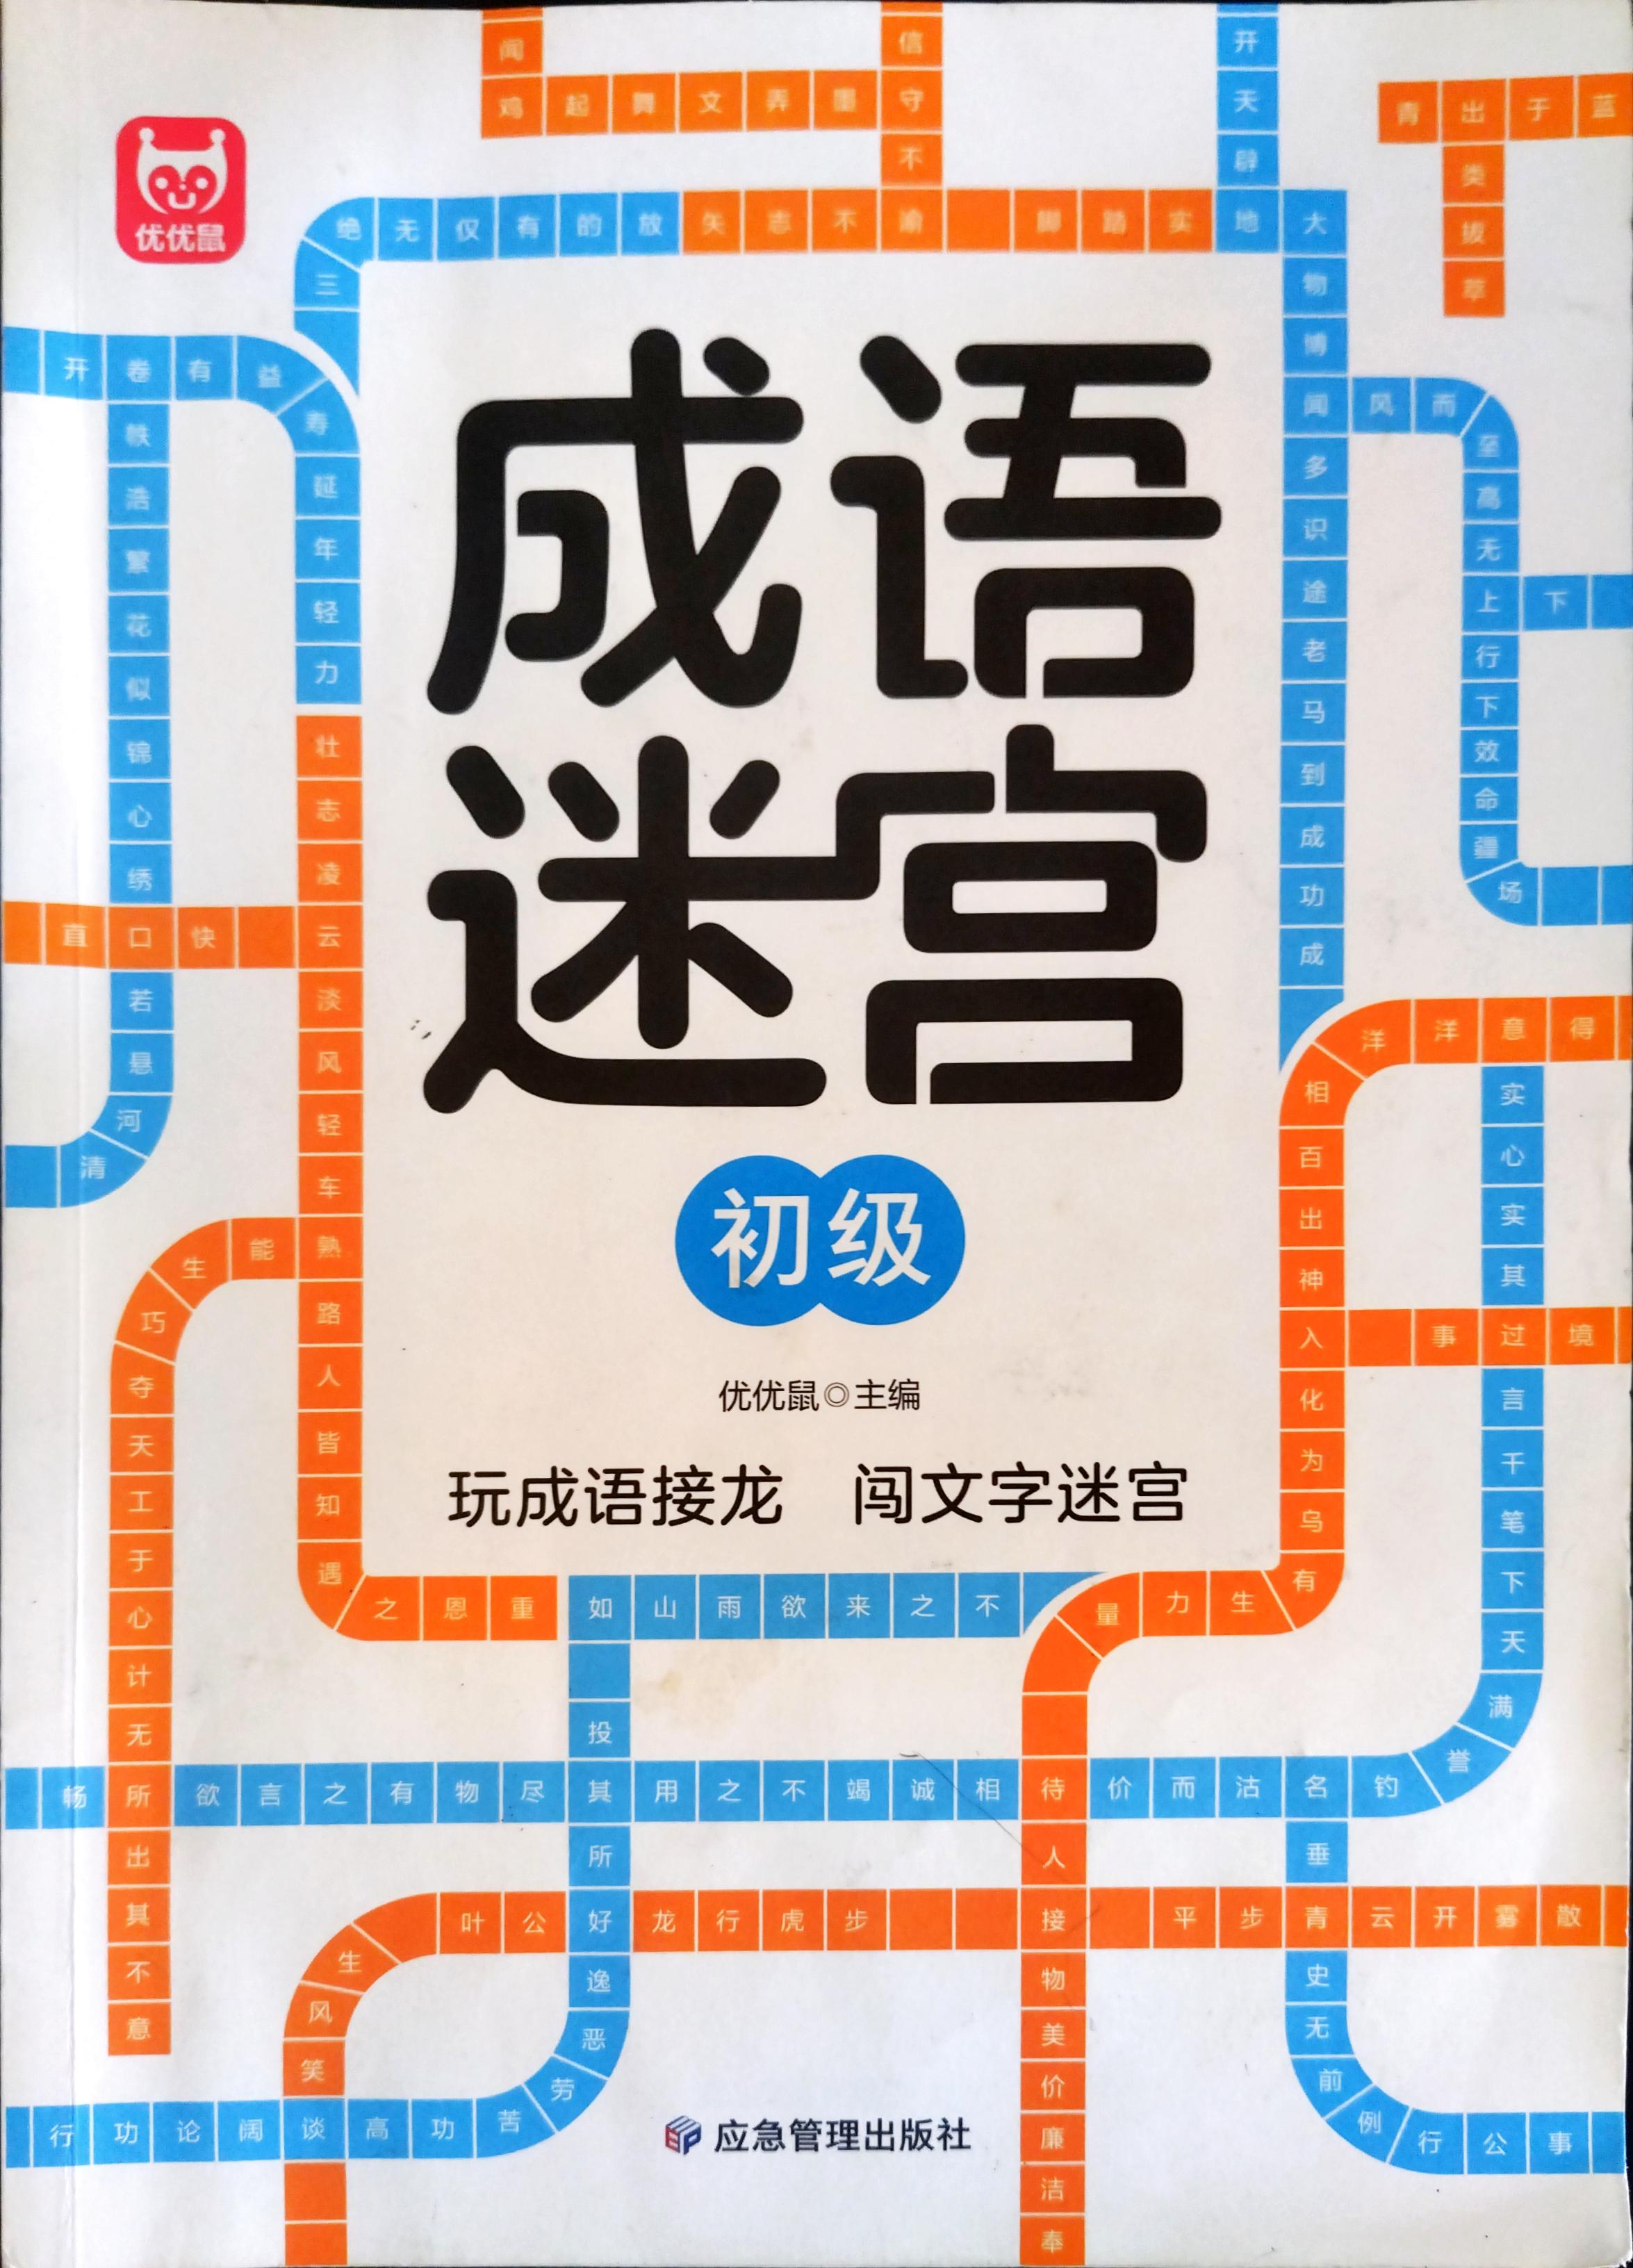 闻
信
开
鸡起舞文弄墨守
天
青出于蓝
不
辟
类
优优鼠
绝无仅有的放矢志不渝
脚踏实地大
拔
三
物
萃
开卷有益
博
寿
闻风而
帙
至
延
多
高
浩
年
识
无
繁
轻
途
上下
花
力
老
行
似
马
下
锦
壮
到
效
心
志
成
命
疆
绣
凌
功
场
直口快
云
成
若
淡
洋洋意得
悬
风
相
实
河
轻
百
心
清
车
出
实
生能熟
神
其
巧
路
入
事过境
夺
人
化
言
天
皆
为
千
工
知
乌
笔
于
遇
有
下
之恩重如山雨欲来之不
量力生
心
天
计
满
无
投
誉
畅所欲言之有物尽其用之不竭诚相待价而沽名钓
出
所
人
垂
其
叶公好龙行虎步
接
平步青云开雾散
不
生
逸
物
史
意
风
恶
美
无
笑
劳
价
前
行功论阔谈高功苦
廉
例行公事
洁
奉
成语
迷宫
初级
优优鼠◎主编
玩成语接龙 闯文字迷宫
应急管理出版社